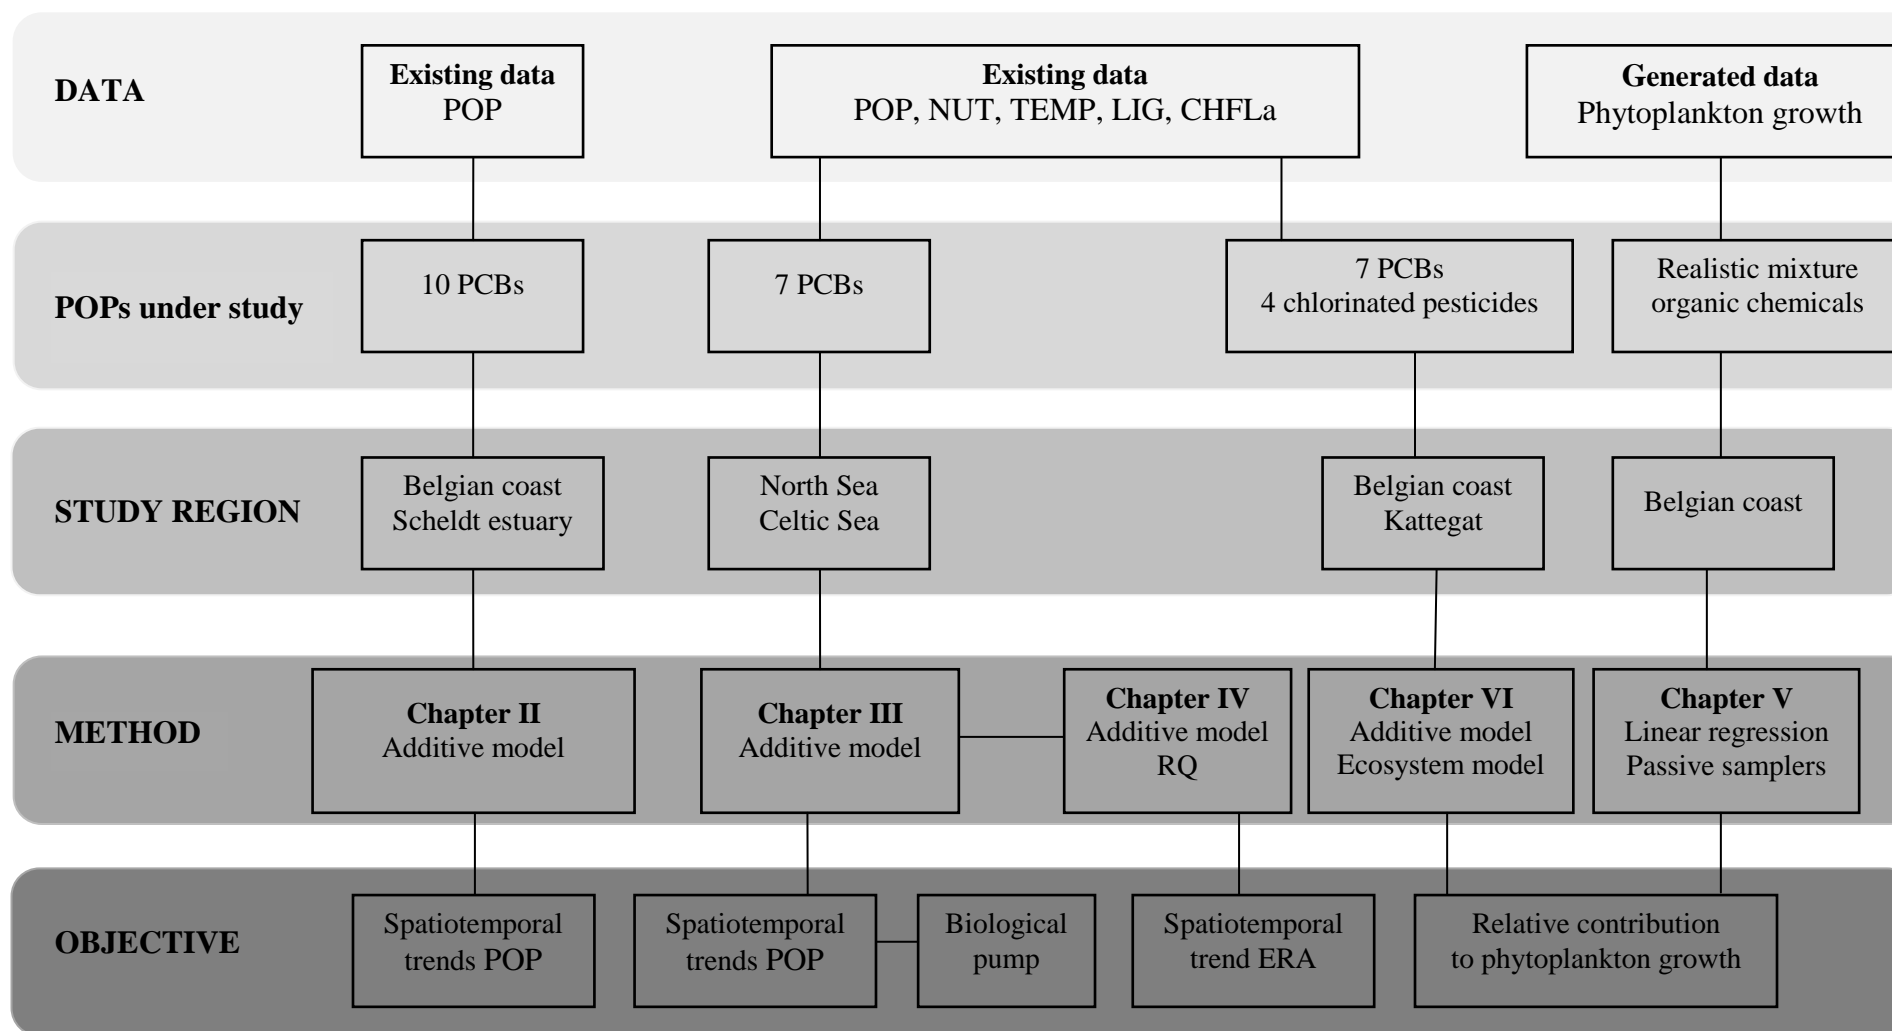 DATA
Existing data
POP
Existing data
POP, NUT, TEMP, LIG, CHFLa
Generated data
Phytoplankton growth
POPs under study
10 PCBs
7 PCBs
7 PCBs
4 chlorinated pesticides
Realistic mixture
organic chemicals
STUDY REGION
Belgian coast
Scheldt estuary
North Sea
Celtic Sea
Belgian coast
Kattegat
Belgian coast
METHOD
Chapter II
Additive model
Chapter III
Additive model
Chapter IV
Additive model
RQ
Chapter VI
Additive model
Ecosystem model
Chapter V
Linear regression
Passive samplers
OBJECTIVE
Spatiotemporal
trends POP
Spatiotemporal
trends POP
Biological
pump
Spatiotemporal
trend ERA
Relative contribution
to phytoplankton growth